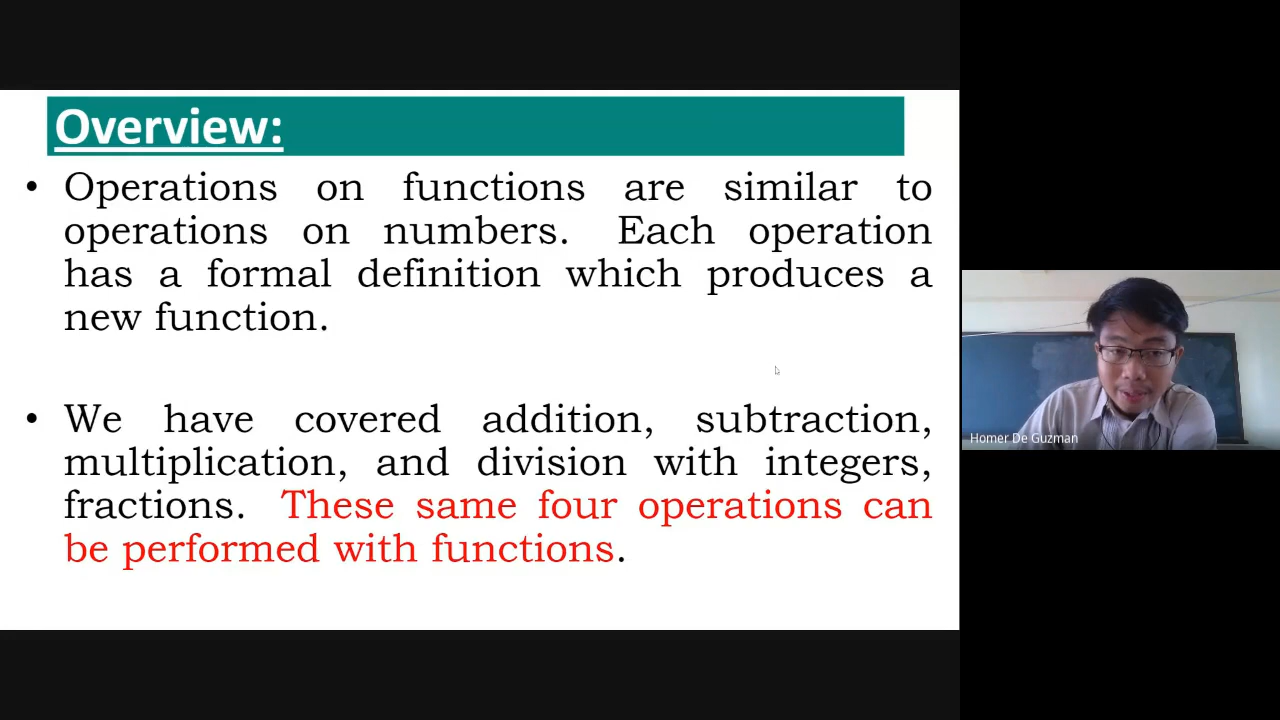 Overview:
• Operations on functions are similar to
operations on numbers. Each operation
has a formal definition which produces a
new function.
• We have covered addition, subtraction,
multiplication, and division with integers,
fractions. These same four operations can
be performed with functions.
Homer De Guzman